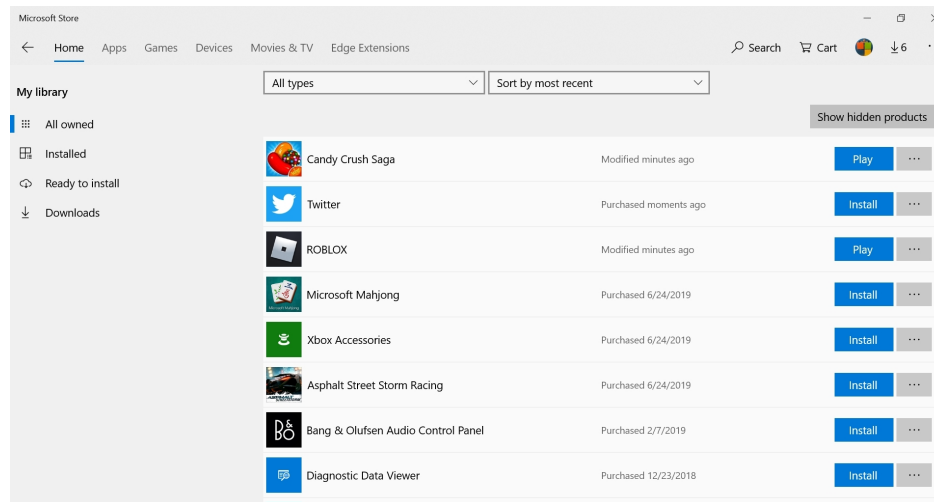 Microsoft Store
Home Apps Games Devices Movies & TV Edge Extensions Search Cart 6
My library
All types Sort by most recent
All owned
Show hidden products
Installed
Ready to install
Downloads
Candy Crush Saga Modified minutes ago Play
Twitter Purchased moments ago Install
ROBLOX Modified minutes ago Play
Microsoft Mahjong Purchased 6/24/2019 Install
Xbox Accessories Purchased 6/24/2019 Install
Asphalt Street Storm Racing Purchased 6/24/2019 Install
B&O Bang & Olufsen Audio Control Panel Purchased 2/7/2019 Install
Diagnostic Data Viewer Purchased 12/23/2018 Install